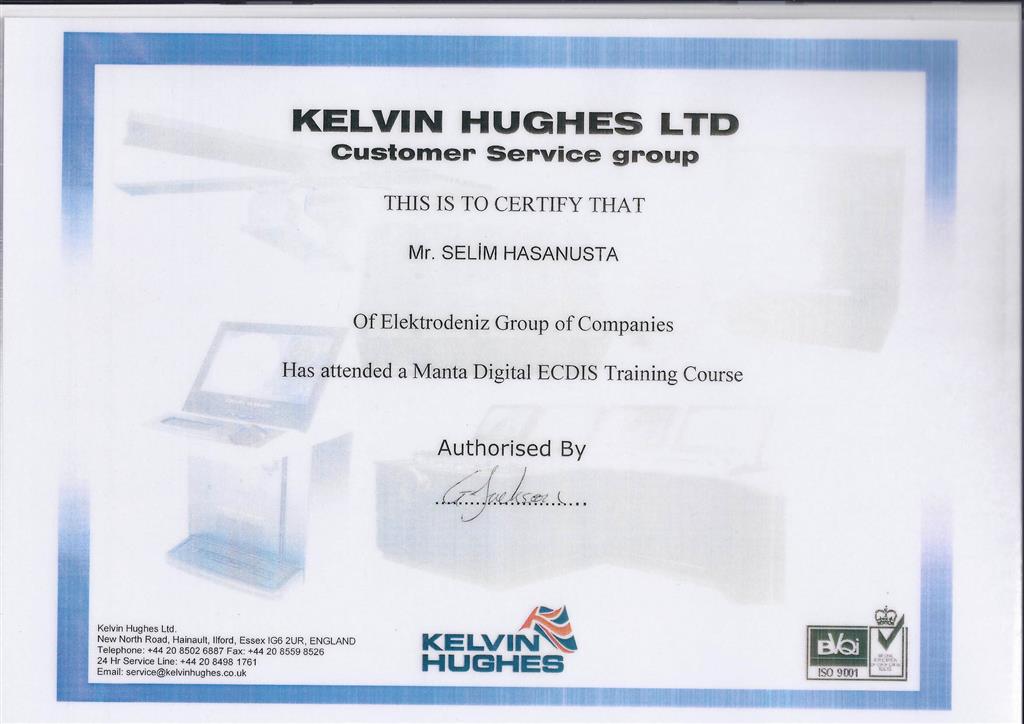 KELVIN HUGHES LTD
Customer Service group
THIS IS TO CERTIFY THAT
Mr. SELİM HASANUSTA
Of Elektrodeniz Group of Companies
Has attended a Manta Digital ECDIS Training Course
Authorised By
G Jackson
Kelvin Hughes Ltd.
New North Road, Hainault, Ilford, Essex IG6 2UR, ENGLAND
Telephone: +44 20 8502 6887 Fax: +44 20 8559 8526
24 Hr Service Line: +44 20 8498 1761
Email: service@kelvinhughes.co.uk
KELVIN
HUGHES
BVQi
ISO 9001